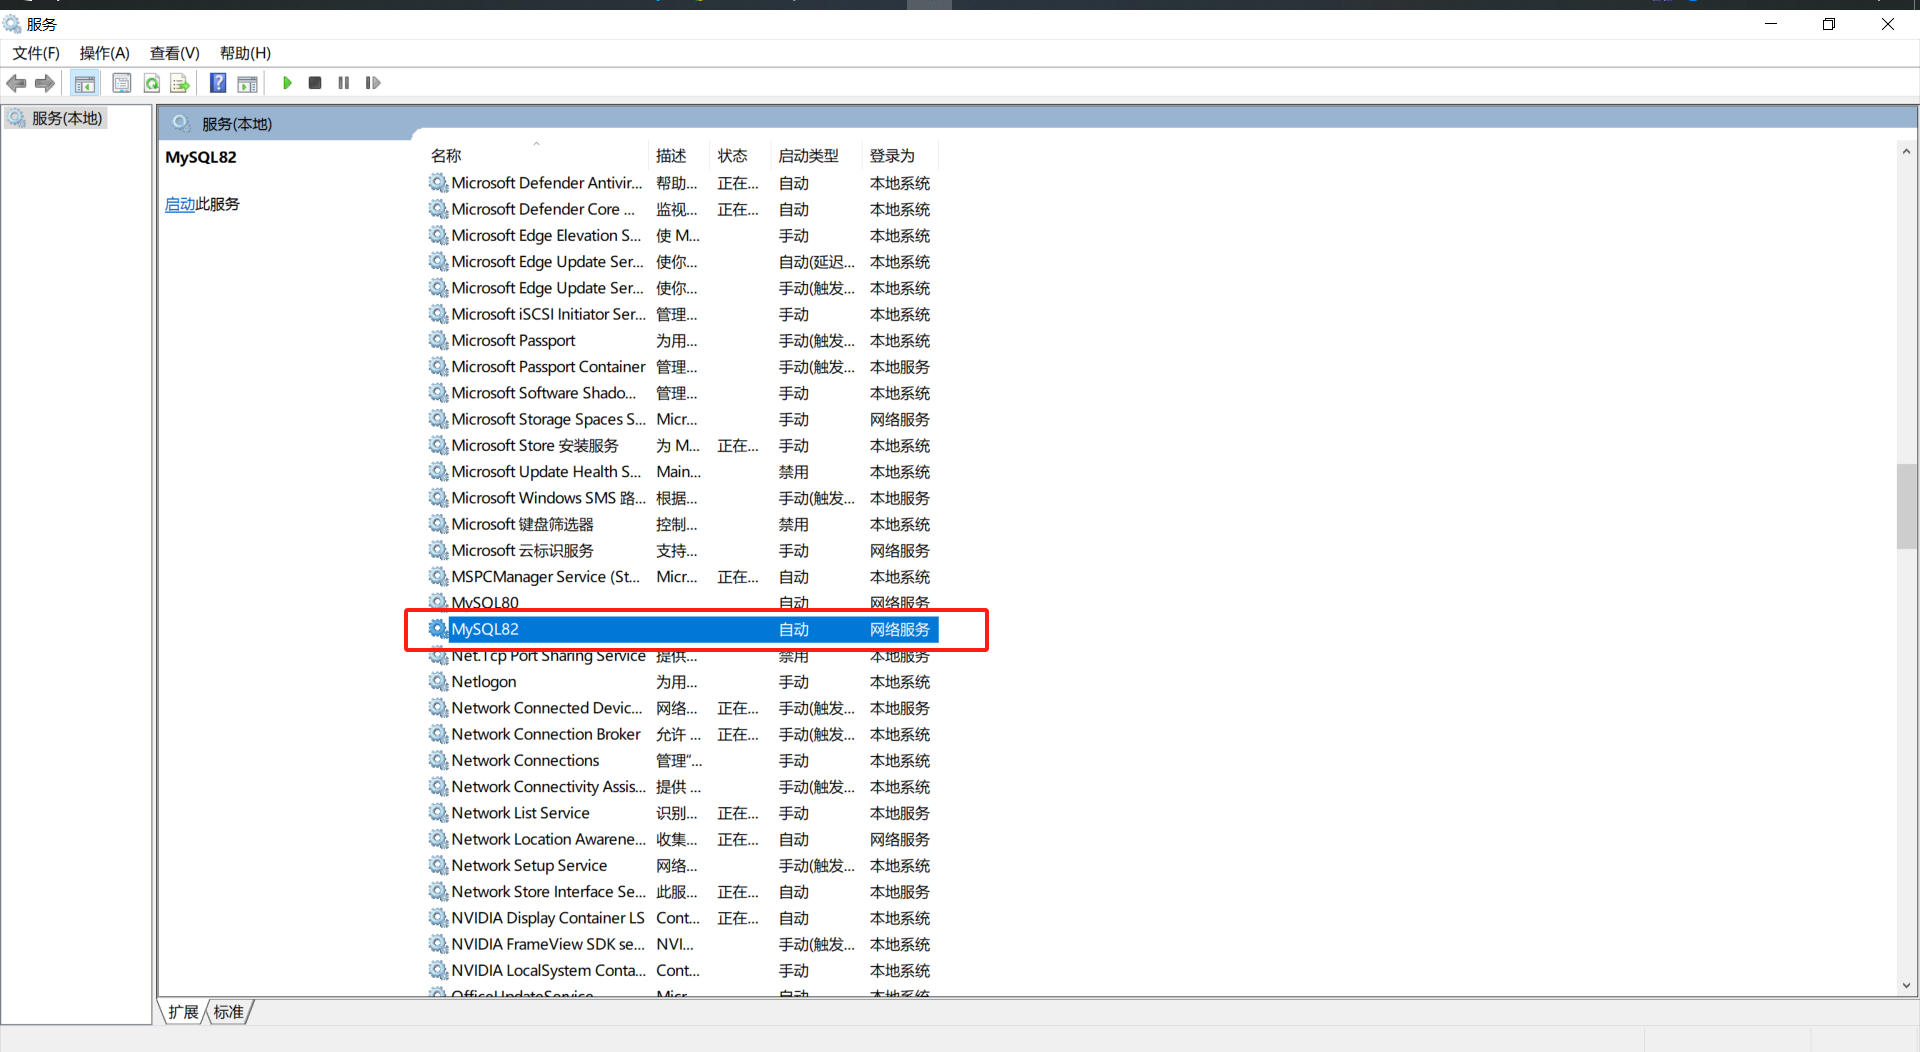 服务
文件(F) 操作(A) 查看(V) 帮助(H)
服务(本地)
服务(本地)
MySQL82
启动此服务
名称 描述 状态 启动类型 登录为
Microsoft Defender Antivir... 帮助... 正在... 自动 本地系统
Microsoft Defender Core ... 监视... 正在... 自动 本地系统
Microsoft Edge Elevation S... 使 M... 手动 本地系统
Microsoft Edge Update Ser... 使你... 自动(延迟... 本地系统
Microsoft Edge Update Ser... 使你... 手动(触发... 本地系统
Microsoft iSCSI Initiator Ser... 管理... 手动 本地系统
Microsoft Passport 为用... 手动(触发... 本地系统
Microsoft Passport Container 管理... 手动(触发... 本地服务
Microsoft Software Shado... 管理... 手动 本地系统
Microsoft Storage Spaces S... Micr... 手动 网络服务
Microsoft Store 安装服务 为 M... 正在... 手动 本地系统
Microsoft Update Health S... Main... 禁用 本地系统
Microsoft Windows SMS 路... 根据... 手动(触发... 本地服务
Microsoft 键盘筛选器 控制... 禁用 本地系统
Microsoft 云标识服务 支持... 手动 网络服务
MSPCManager Service (St... Micr... 正在... 自动 本地系统
MySQL80 自动 网络服务
MySQL82 自动 网络服务
Net.Tcp Port Sharing Service 提供... 禁用 本地服务
Netlogon 为用... 手动 本地系统
Network Connected Devic... 网络... 正在... 手动(触发... 本地服务
Network Connection Broker 允许 ... 正在... 手动(触发... 本地系统
Network Connections 管理“... 手动 本地系统
Network Connectivity Assis... 提供 ... 手动(触发... 本地系统
Network List Service 识别... 正在... 手动 本地服务
Network Location Awarene... 收集... 正在... 自动 网络服务
Network Setup Service 网络... 手动(触发... 本地系统
Network Store Interface Se... 此服... 正在... 自动 本地服务
NVIDIA Display Container LS Cont... 正在... 自动 本地系统
NVIDIA FrameView SDK se... NVI... 手动(触发... 本地系统
NVIDIA LocalSystem Conta... Cont... 手动 本地系统
OfficeUpdateService Micr... 自动 本地系统
扩展 标准